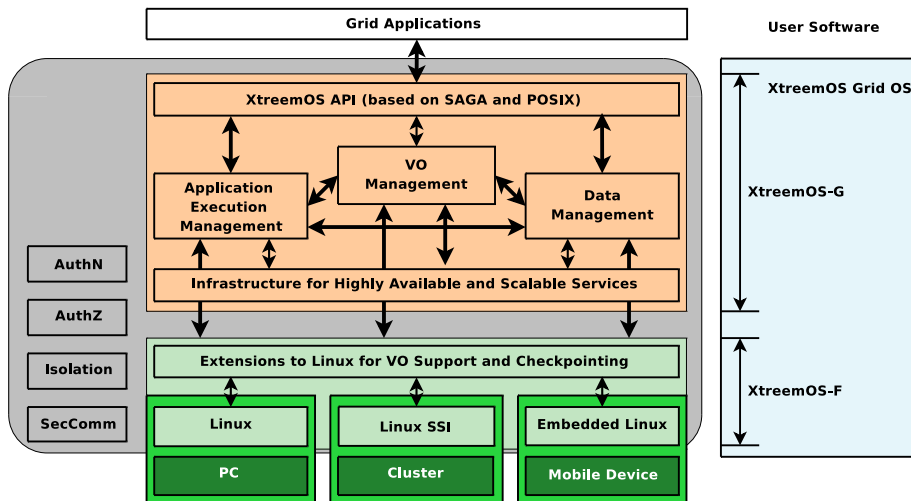 Grid Applications
User Software
XtreemOS API (based on SAGA and POSIX)
XtreemOS Grid OS
VO
Management
Application
Execution
Management
Data
Management
XtreemOS-G
AuthN
Infrastructure for Highly Available and Scalable Services
AuthZ
Extensions to Linux for VO Support and Checkpointing
Isolation
XtreemOS-F
SecComm
Linux
Linux SSI
Embedded Linux
PC
Cluster
Mobile Device